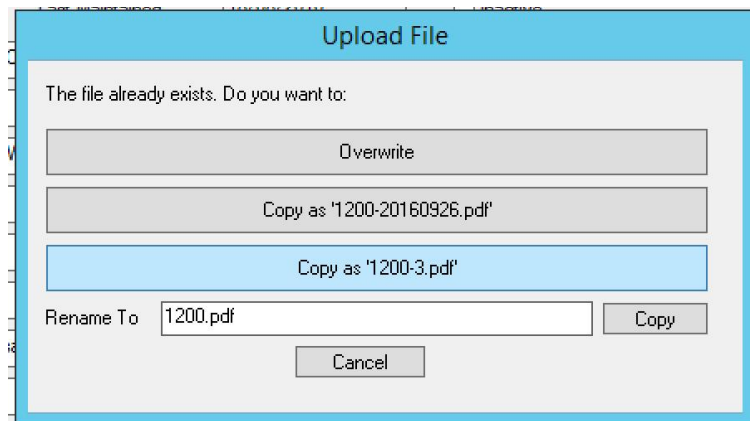 Upload File
The file already exists. Do you want to:
Overwrite
Copy as '1200-20160926.pdf'
Copy as '1200-3.pdf'
Rename To 1200.pdf Copy
Cancel